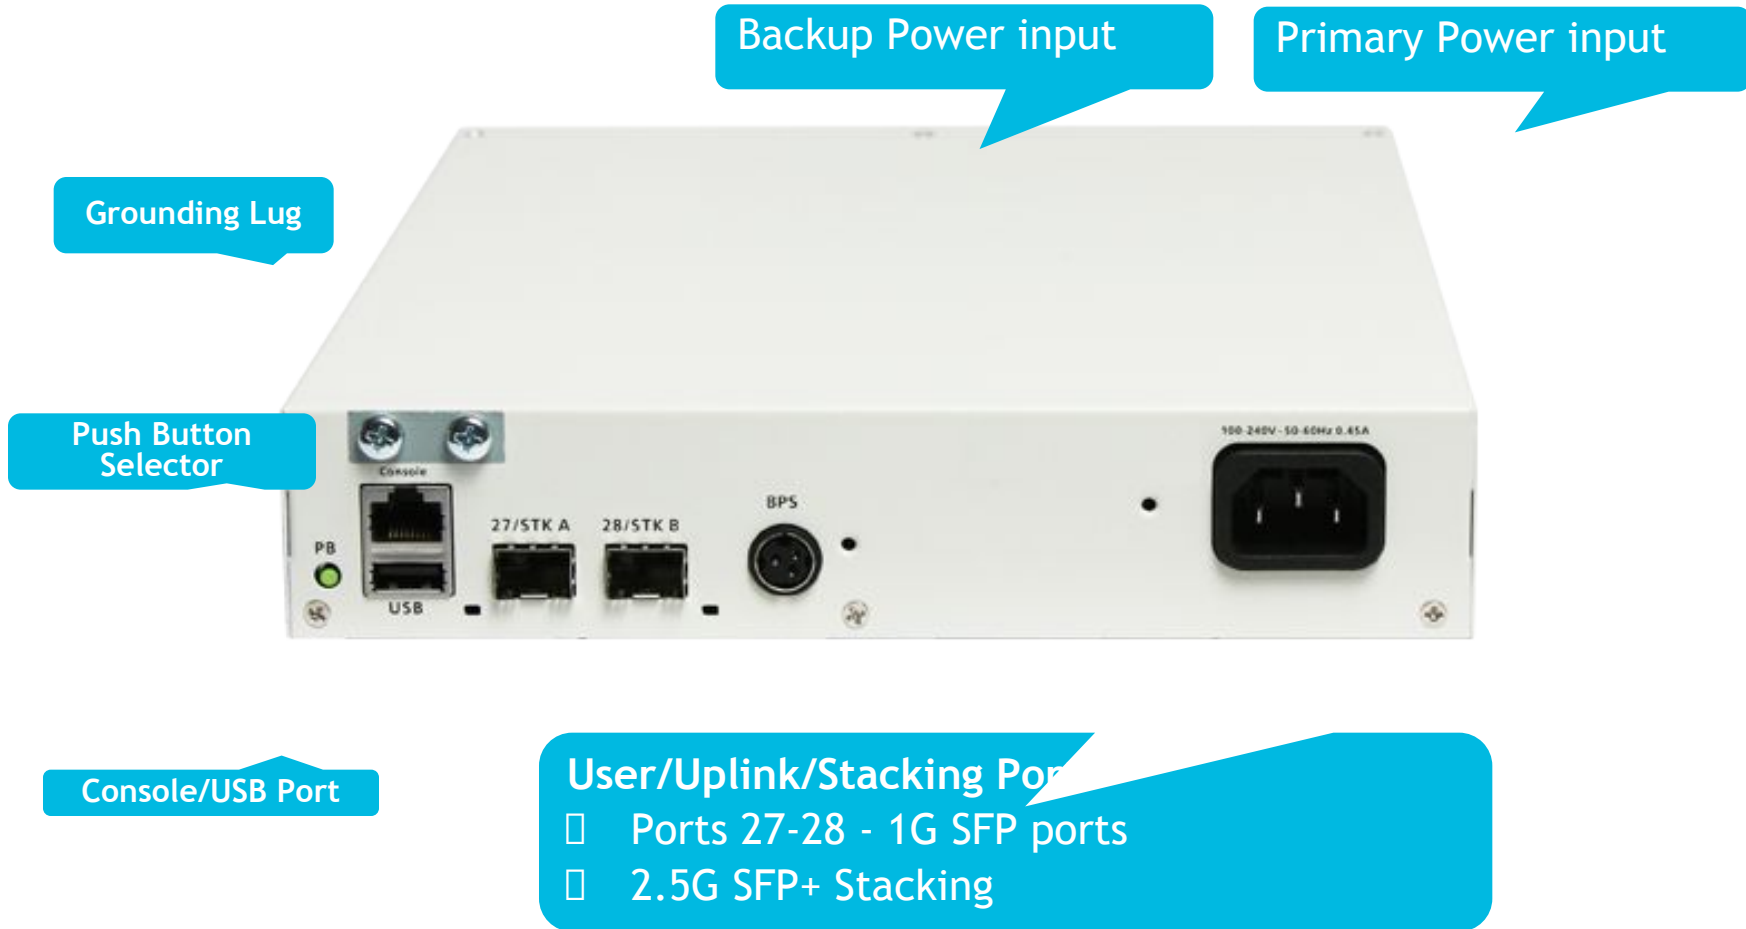 Backup Power input
Primary Power input
Grounding Lug
Push Button
Selector
100-240V-50-60Hz 0.45A
Console
BPS
27/STK A
28/STK B
PB
USB
Console/USB Port
User/Uplink/Stacking Por
Ports 27-28 - 1G SFP ports
2.5G SFP+ Stacking